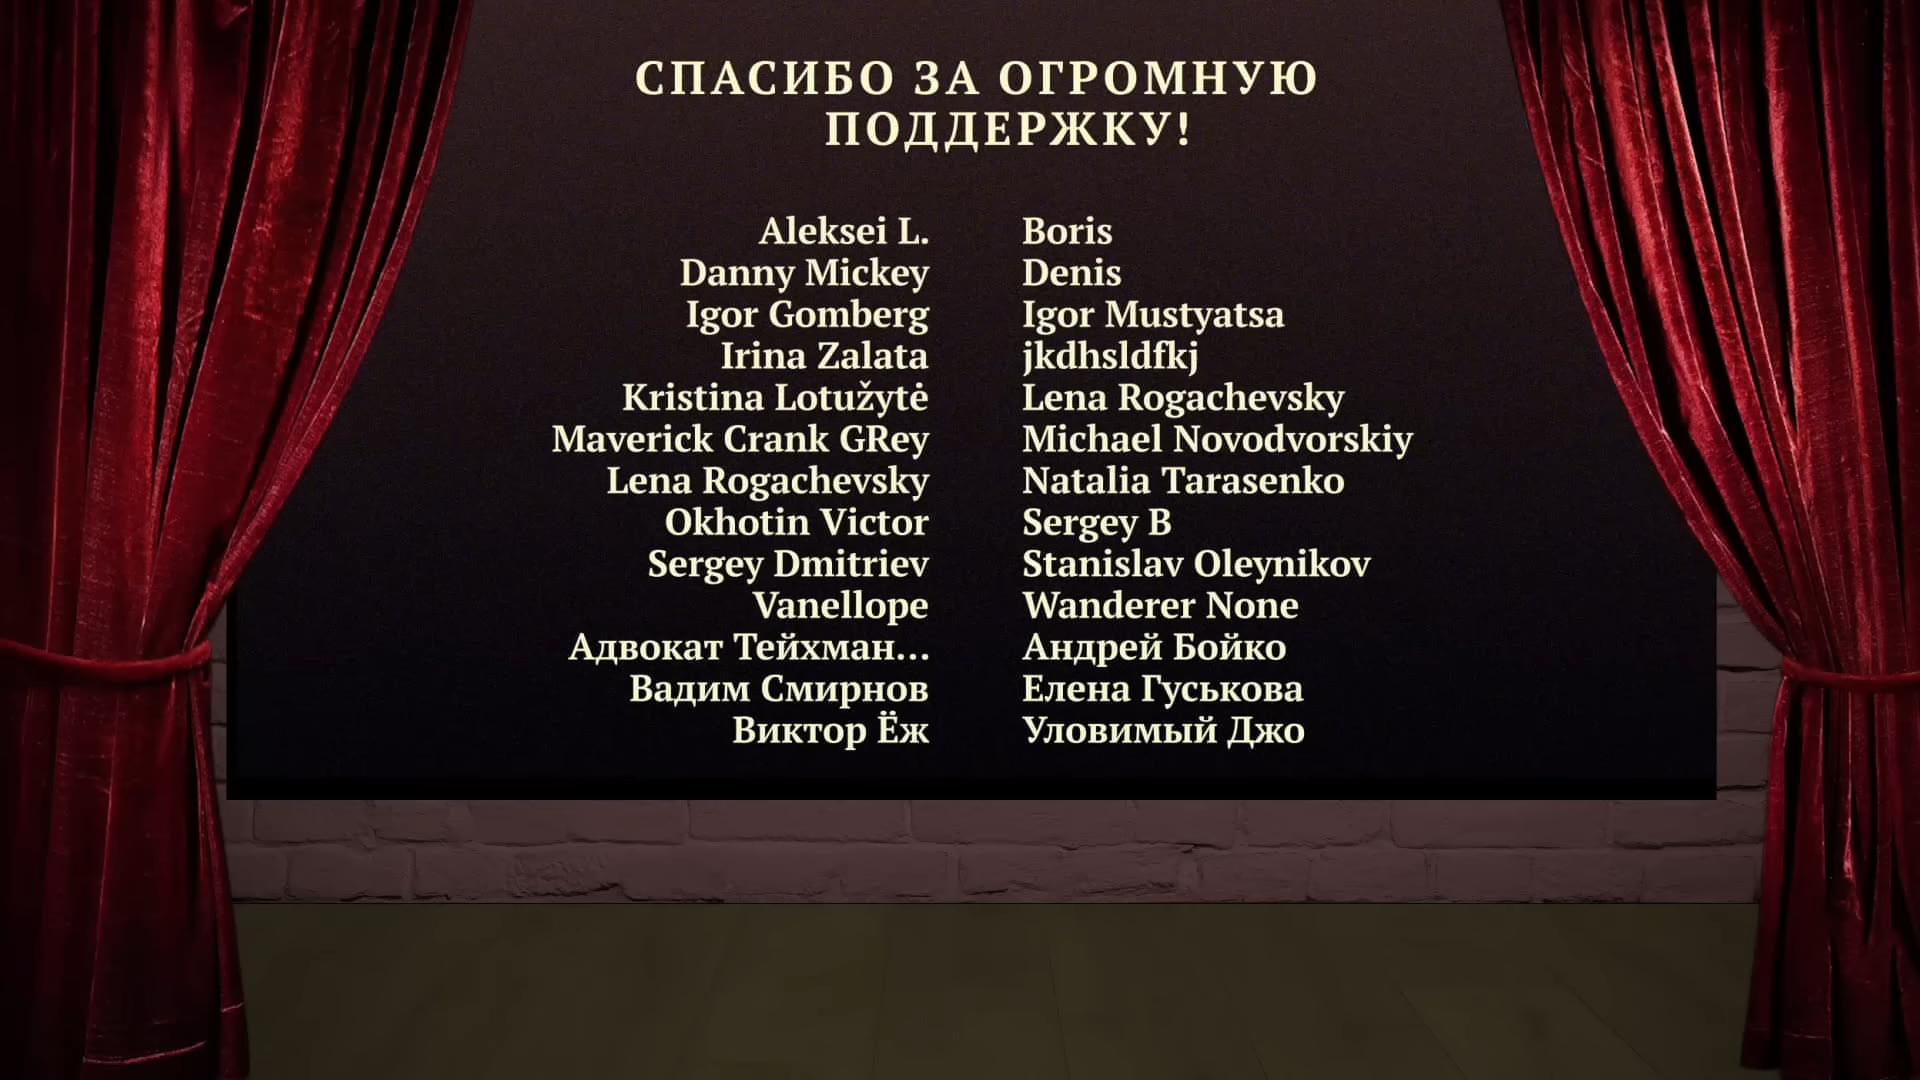 СПАСИБО ЗА ОГРОМНУЮ
ПОДДЕРЖКУ!
Aleksei L.
Danny Mickey
Igor Gomberg
Irina Zalata
Kristina Lotužytė
Maverick Crank GRey
Lena Rogachevsky
Okhotin Victor
Sergey Dmitriev
Vanellope
Адвокат Тейхман...
Вадим Смирнов
Виктор Ёж
Boris
Denis
Igor Mustyatsa
jkdhsldfkj
Lena Rogachevsky
Michael Novodvorskiy
Natalia Tarasenko
Sergey B
Stanislav Oleynikov
Wanderer None
Андрей Бойко
Елена Гуськова
Уловимый Джо